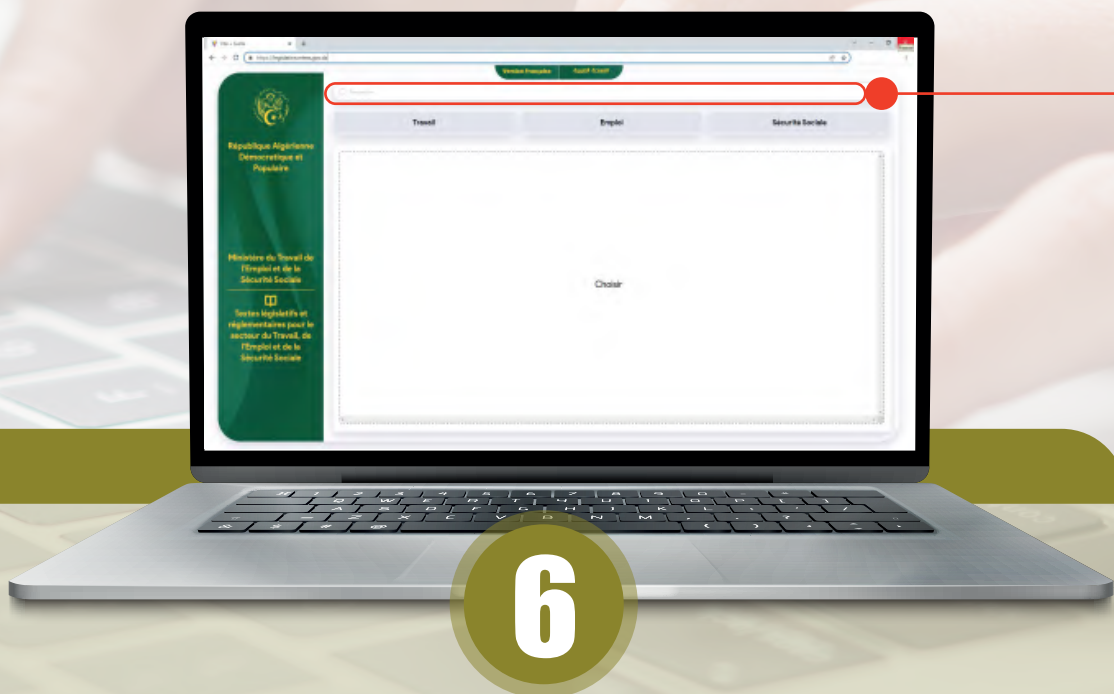 Version Française
Travail
Emploi
Sécurité Sociale
République Algérienne
Démocratique et
Populaire
Ministère du Travail de
l'Emploi et de la
Sécurité Sociale
Textes législatifs et
réglementaires pour le
secteur du Travail, de
l'Emploi et de la
Sécurité Sociale
Choisir
6